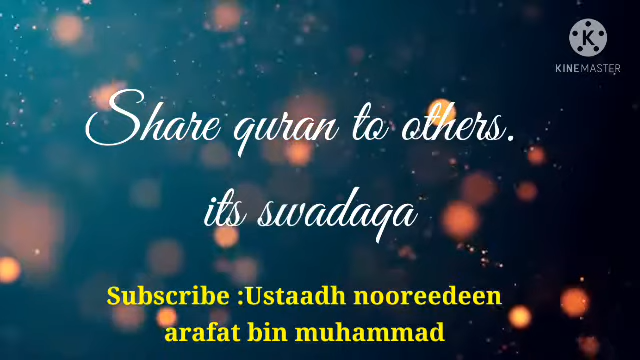 KINEMASTER
Share quran to others.
its swadaqa
Subscribe :Ustaadh nooreedeen
arafat bin muhammad